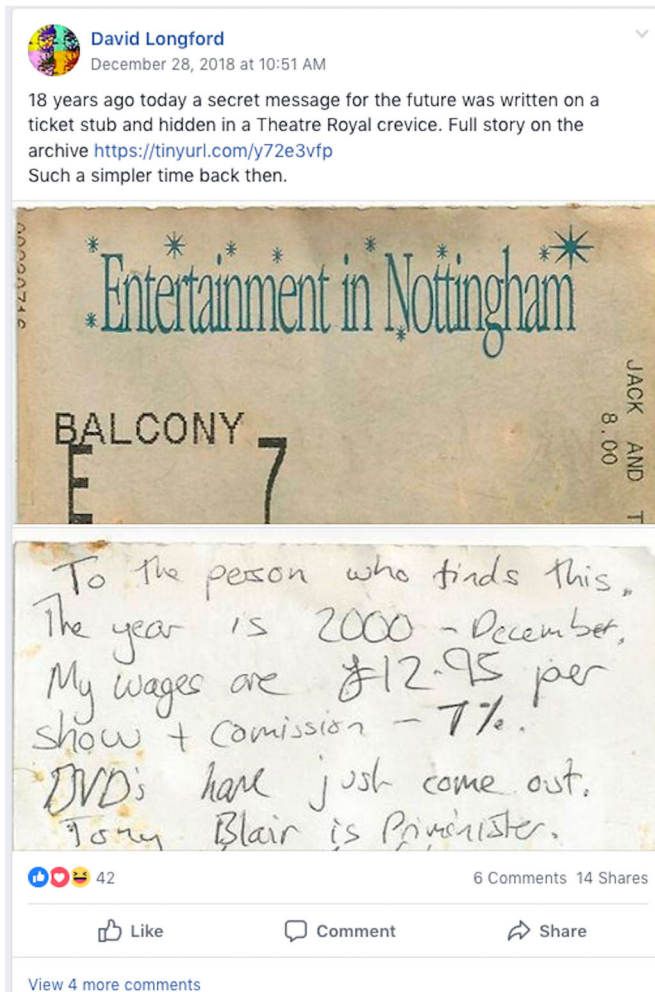 David Longford
December 28, 2018 at 10:51 AM
18 years ago today a secret message for the future was written on a
ticket stub and hidden in a Theatre Royal crevice. Full story on the
archive https://tinyurl.com/y72e3vfp
Such a simpler time back then.
Entertainment in Nottingham
BALCONY
E 7
JACK AND T
8.00
To the person who finds this.
The year is 2000 - December.
My wages are £12.95 per
show + comission - 7%.
DVD's have just come out.
Tony Blair is Priminister.
42
6 Comments 14 Shares
Like Comment Share
View 4 more comments